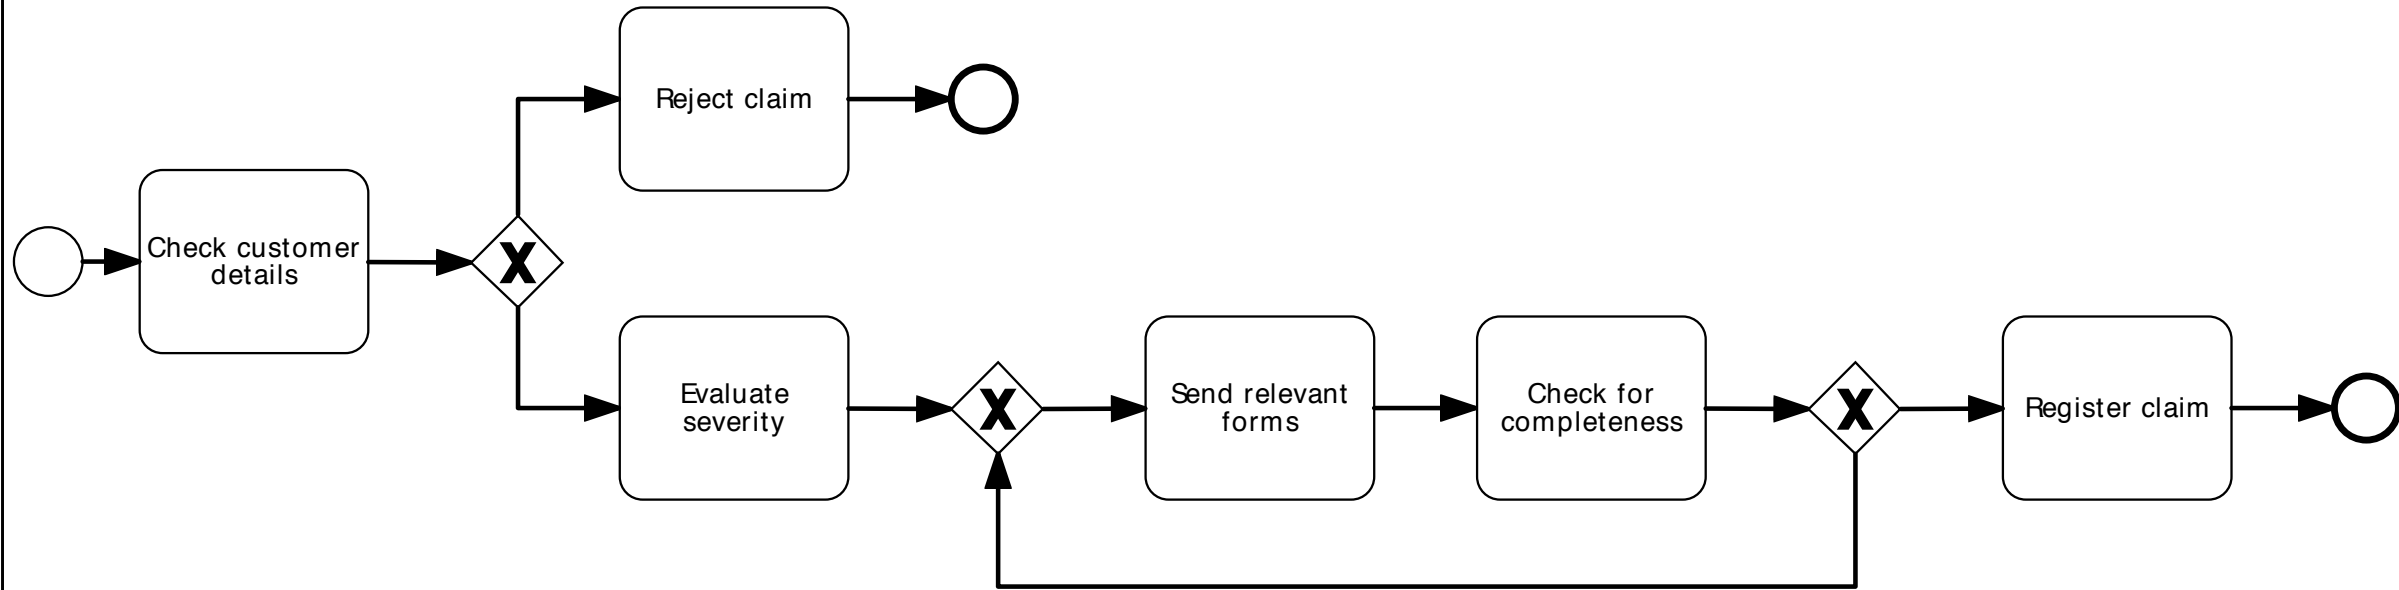 Reject claim
Check customer
details
X
Evaluate
severity
X
Send relevant
forms
Check for
completeness
X
Register claim